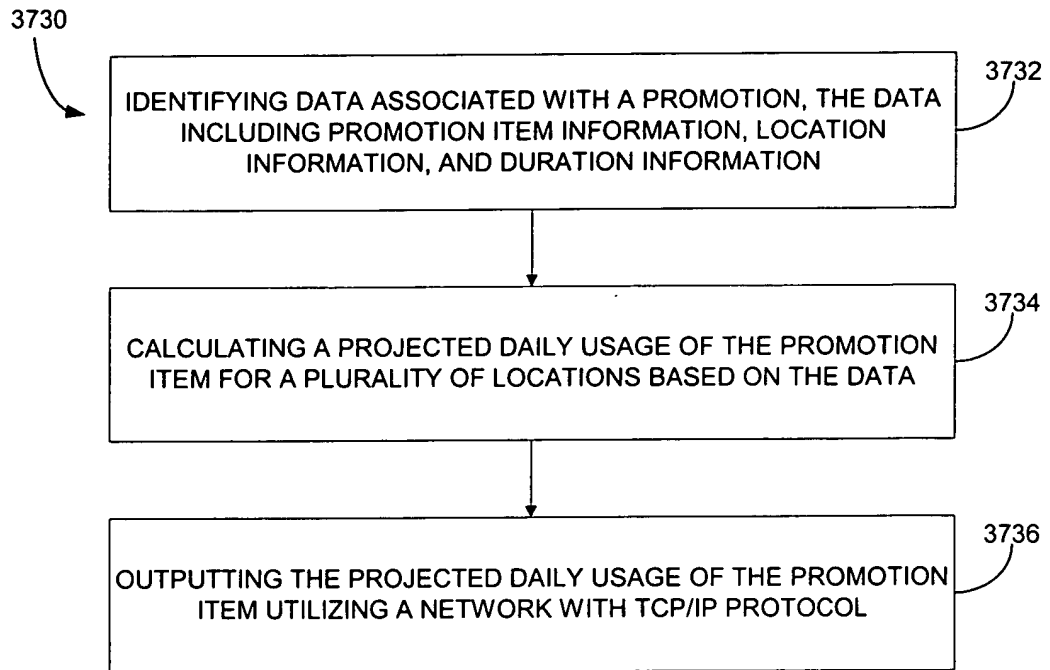 3730
3732
IDENTIFYING DATA ASSOCIATED WITH A PROMOTION, THE DATA
INCLUDING PROMOTION ITEM INFORMATION, LOCATION
INFORMATION, AND DURATION INFORMATION
3734
CALCULATING A PROJECTED DAILY USAGE OF THE PROMOTION
ITEM FOR A PLURALITY OF LOCATIONS BASED ON THE DATA
3736
OUTPUTTING THE PROJECTED DAILY USAGE OF THE PROMOTION
ITEM UTILIZING A NETWORK WITH TCP/IP PROTOCOL